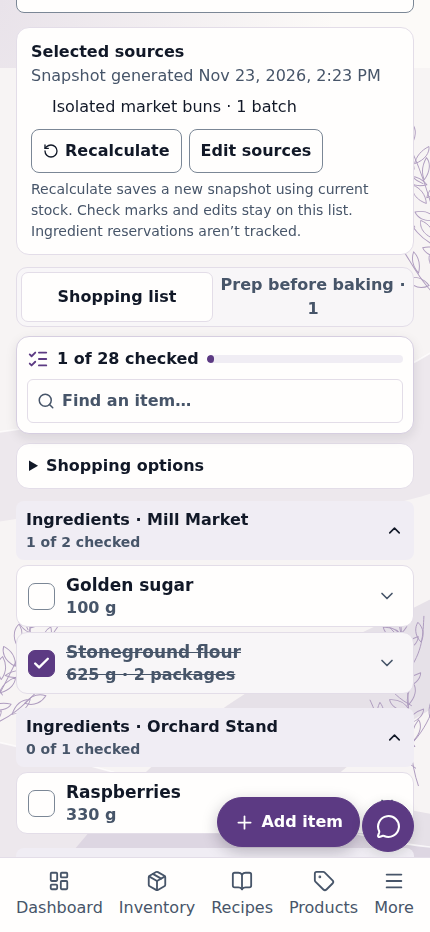 Selected sources
Snapshot generated Nov 23, 2026, 2:23 PM
Isolated market buns · 1 batch
Recalculate
Edit sources
Recalculate saves a new snapshot using current
stock. Check marks and edits stay on this list.
Ingredient reservations aren’t tracked.
Shopping list
Prep before baking ·
1
1 of 28 checked
Find an item…
Shopping options
Ingredients · Mill Market
1 of 2 checked
Golden sugar
100 g
Stoneground flour
625 g · 2 packages
Ingredients · Orchard Stand
0 of 1 checked
Raspberries
330 g
Add item
Dashboard
Inventory
Recipes
Products
More